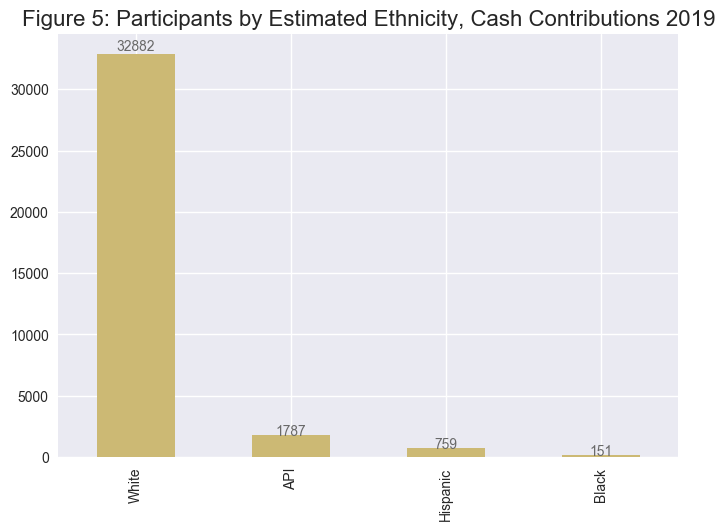 Figure 5: Participants by Estimated Ethnicity, Cash Contributions 2019
32882
30000
25000
20000
15000
10000
5000
0
1787
759
151
White
API
Hispanic
Black